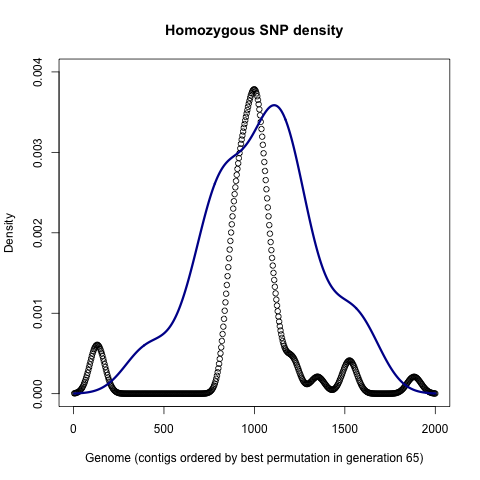 Homozygous SNP density
Density
0.004
0.003
0.002
0.001
0.000
0 500 1000 1500 2000
Genome (contigs ordered by best permutation in generation 65)